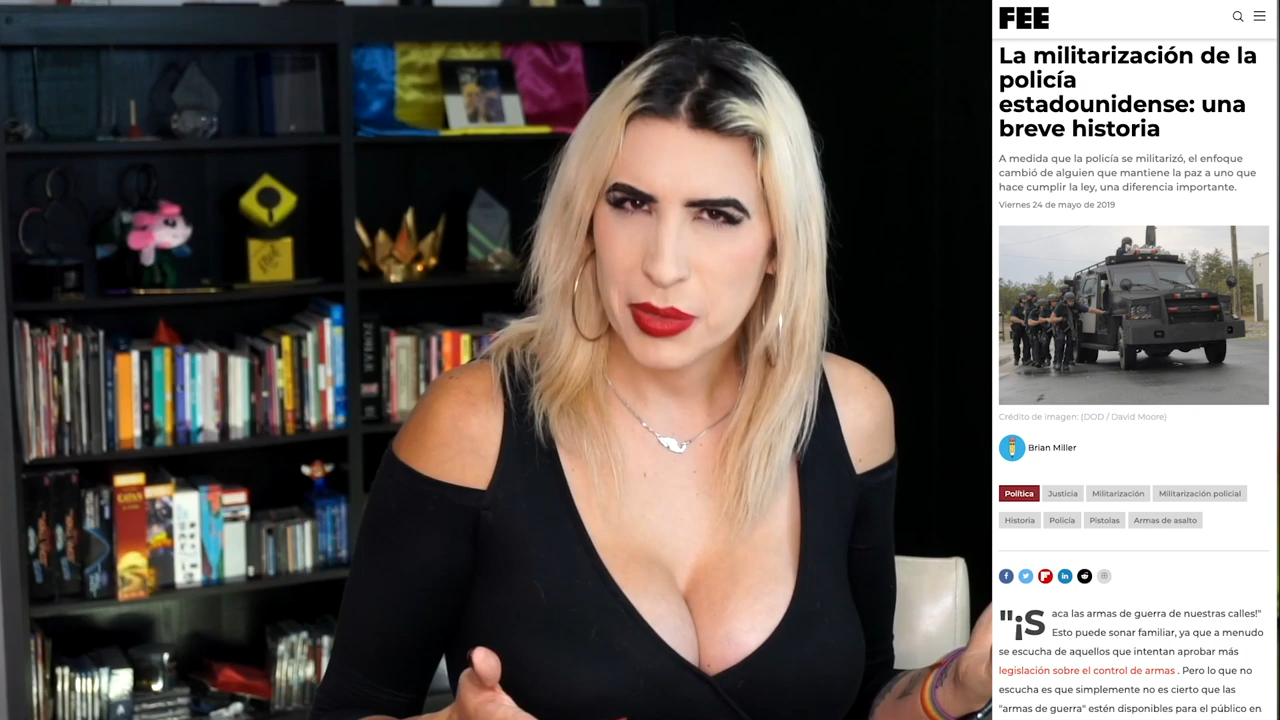 FEE
La militarización de la
policía
estadounidense: una
breve historia
A medida que la policía se militarizó, el enfoque
cambió de alguien que mantiene la paz a uno que
hace cumplir la ley, una diferencia importante.
Viernes 24 de mayo de 2019
Crédito de imagen: (DOD / David Moore)
Brian Miller
Política Justicia Militarización Militarización policial
Historia Policía Pistolas Armas de asalto
"¡S aca las armas de guerra de nuestras calles!"
Esto puede sonar familiar, ya que a menudo
se escucha de aquellos que intentan aprobar más
legislación sobre el control de armas . Pero lo que no
escucha es que simplemente no es cierto que las
"armas de guerra" estén disponibles para el público en
CATAN